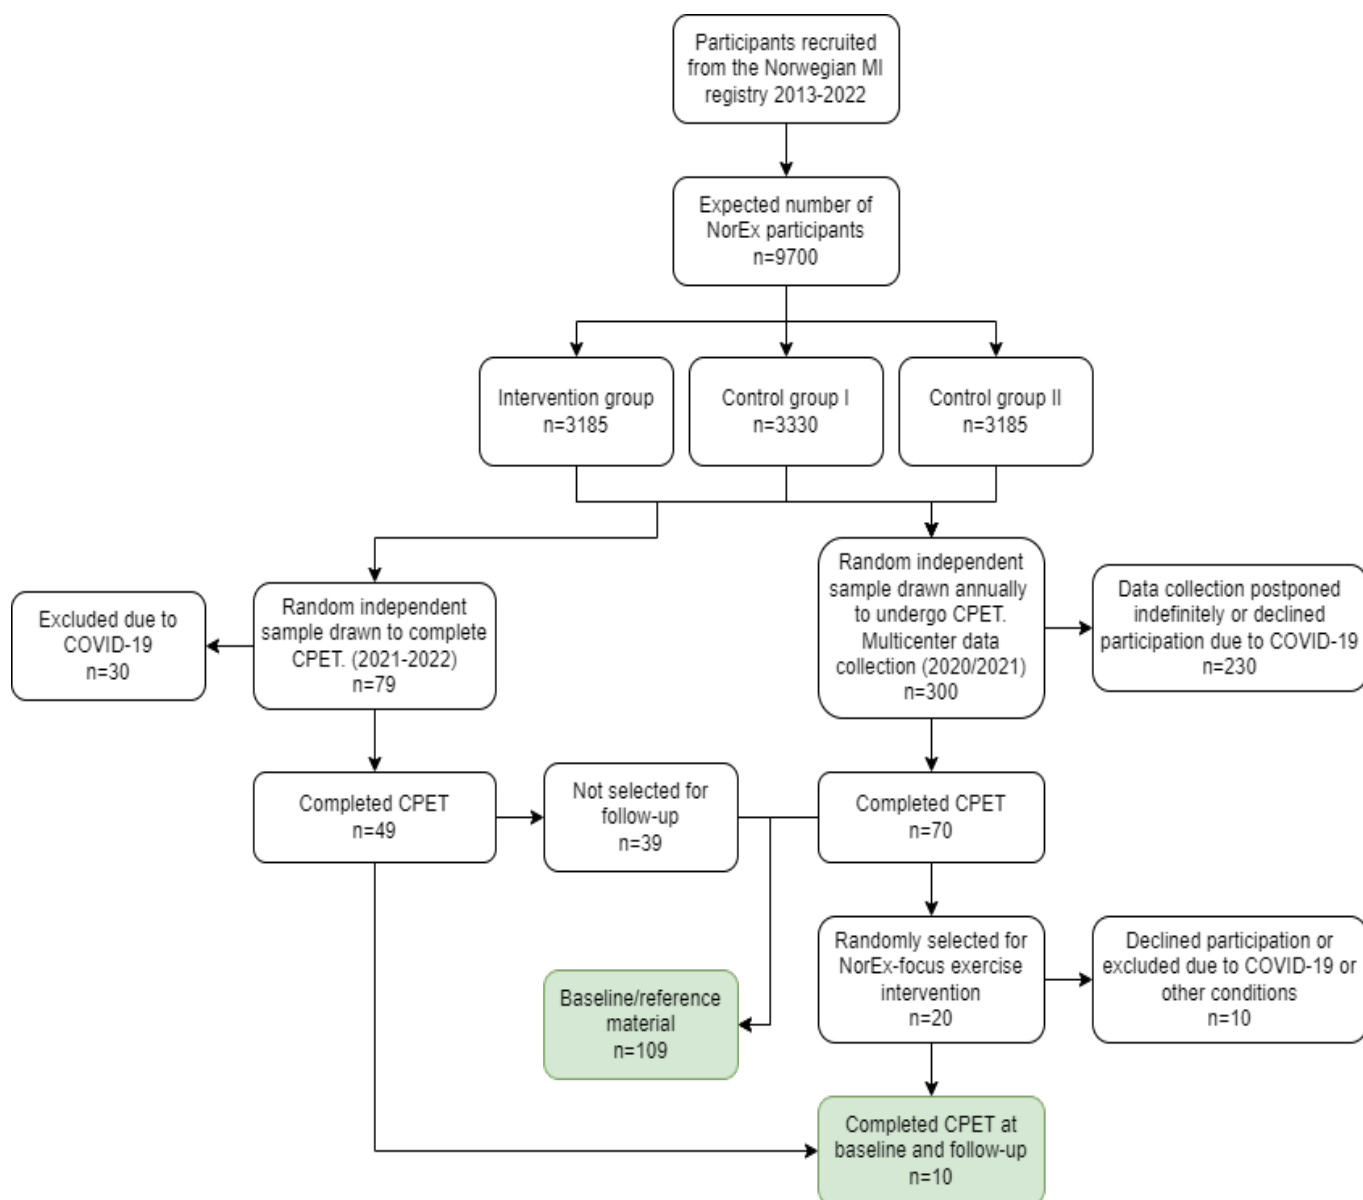 Participants recruited
from the Norwegian MI
registry 2013-2022
Expected number of
NorEx participants
n=9700
Intervention group
n=3185
Control group I
n=3330
Control group II
n=3185
Excluded due to
COVID-19
n=30
Random independent
sample drawn to complete
CPET. (2021-2022)
n=79
Random independent
sample drawn annually
to undergo CPET.
Multicenter data
collection (2020/2021)
n=300
Data collection postponed
indefinitely or declined
participation due to COVID-19
n=230
Completed CPET
n=49
Not selected for
follow-up
n=39
Completed CPET
n=70
Baseline/reference
material
n=109
Randomly selected for
NorEx-focus exercise
intervention
n=20
Declined participation or
excluded due to COVID-19 or
other conditions
n=10
Completed CPET at
baseline and follow-up
n=10